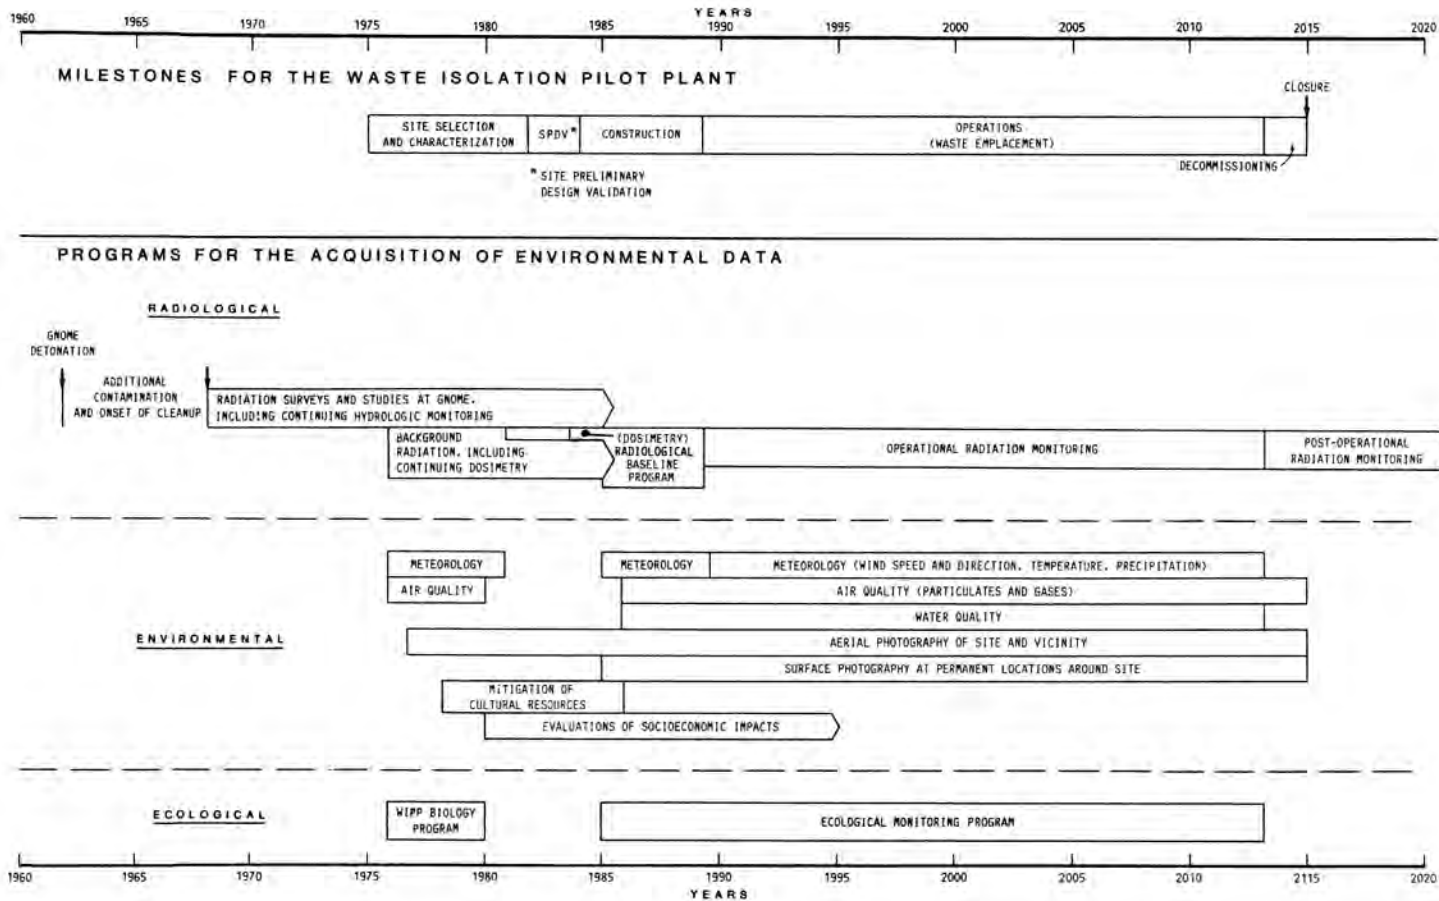 YEARS
1960 1965 1970 1975 1980 1985 1990 1995 2000 2005 2010 2015 2020
MILESTONES FOR THE WASTE ISOLATION PILOT PLANT
CLOSURE
SITE SELECTION
AND CHARACTERIZATION
SPDV*
CONSTRUCTION
OPERATIONS
(WASTE EMPLACEMENT)
DECOMMISSIONING
* SITE PRELIMINARY
DESIGN VALIDATION
PROGRAMS FOR THE ACQUISITION OF ENVIRONMENTAL DATA
RADIOLOGICAL
GNOME
DETONATION
ADDITIONAL
CONTAMINATION
AND ONSET OF CLEANUP
RADIATION SURVEYS AND STUDIES AT GNOME,
INCLUDING CONTINUING HYDROLOGIC MONITORING
BACKGROUND
RADIATION, INCLUDING
CONTINUING DOSIMETRY
(DOSIMETRY)
RADIOLOGICAL
BASELINE
PROGRAM
OPERATIONAL RADIATION MONITURING
POST-OPERATIONAL
RADIATION MONITORING
METEOROLOGY
METEOROLOGY
METEOROLOGY (WIND SPEED AND DIRECTION, TEMPERATURE, PRECIPITATION)
AIR QUALITY
AIR QUALITY (PARTICULATES AND GASES)
WATER QUALITY
ENVIRONMENTAL
AERIAL PHOTOGRAPHY OF SITE AND VICINITY
SURFACE PHOTOGRAPHY AT PERMANENT LOCATIONS AROUND SITE
MITIGATION OF
CULTURAL RESOURCES
EVALUATIONS OF SOCIOECONOMIC IMPACTS
ECOLOGICAL
WIPP BIOLOGY
PROGRAM
ECOLOGICAL MONITORING PROGRAM
1960 1965 1970 1975 1980 1985 1990 1995 2000 2005 2010 2115 2020
YEARS